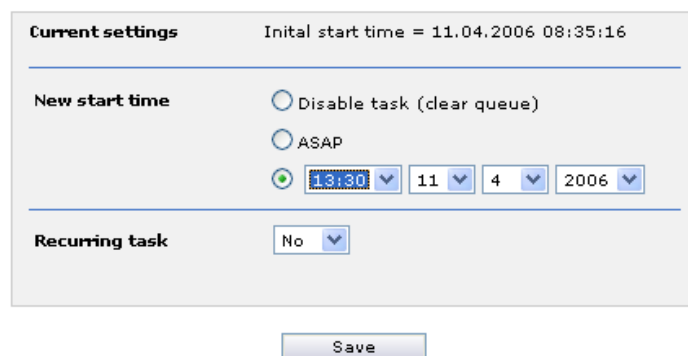 Current settings Inital start time = 11.04.2006 08:35:16
New start time Disable task (clear queue)
ASAP
13:30 11 4 2006
Recurring task No
Save